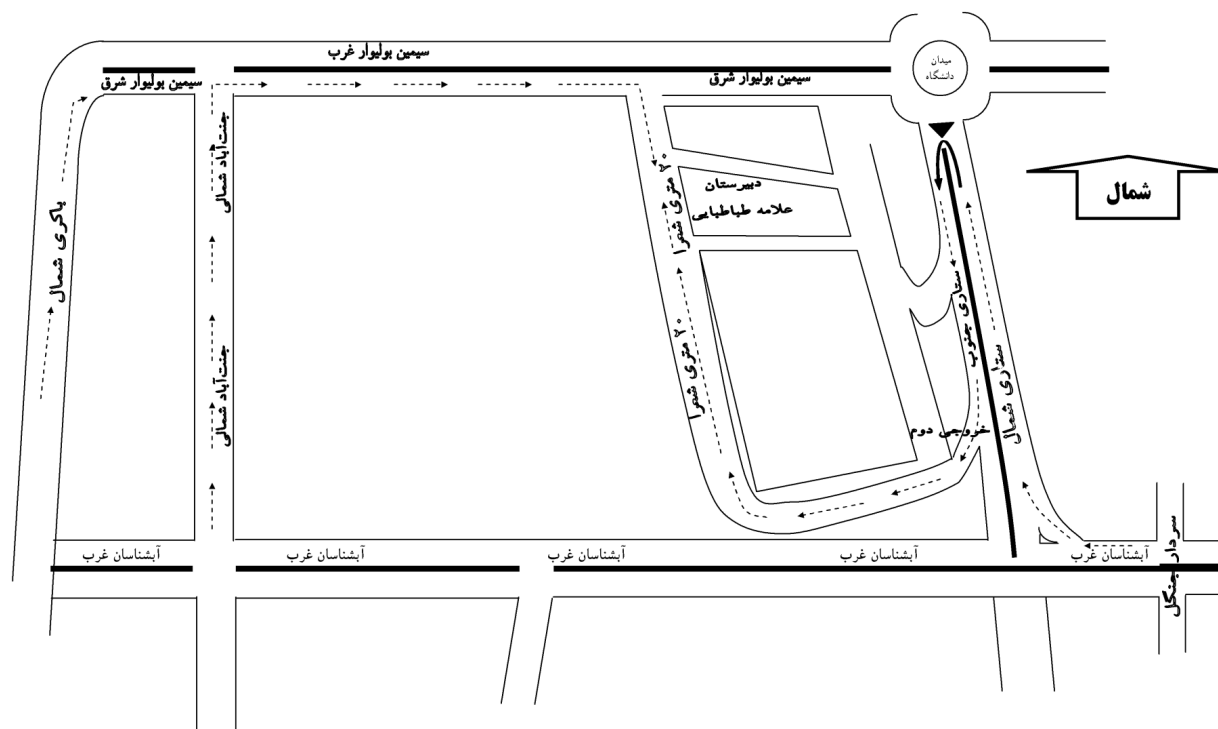 سیمین بولیوار غرب
میدان
دانشگاه
سیمین بولیوار شرق
سیمین بولیوار شرق
جنت‌آباد شمالی
باکری شمال
۲۰ متری شعرا
دبیرستان
علامه طباطبایی
شمال
ستاری جنوب
جنت‌آباد شمالی
۲۰ متری شعرا
ستاری شمال
خروجی دوم
سردار جنگل
آبشناسان غرب
آبشناسان غرب
آبشناسان غرب
آبشناسان غرب
آبشناسان غرب